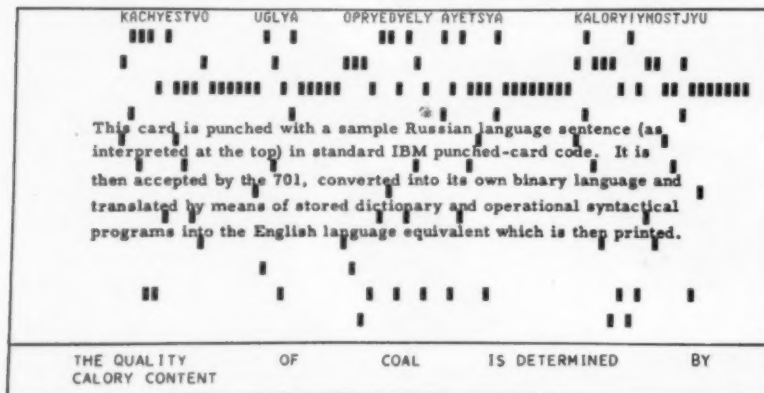 KACHYESTVO UGLYA OPRYEDYELY AYETSYA KALORYIYNOSTJYU
This card is punched with a sample Russian language sentence (as
interpreted at the top) in standard IBM punched-card code. It is
then accepted by the 701, converted into its own binary language and
translated by means of stored dictionary and operational syntactical
programs into the English language equivalent which is then printed.
THE QUALITY OF COAL IS DETERMINED BY
CALORY CONTENT